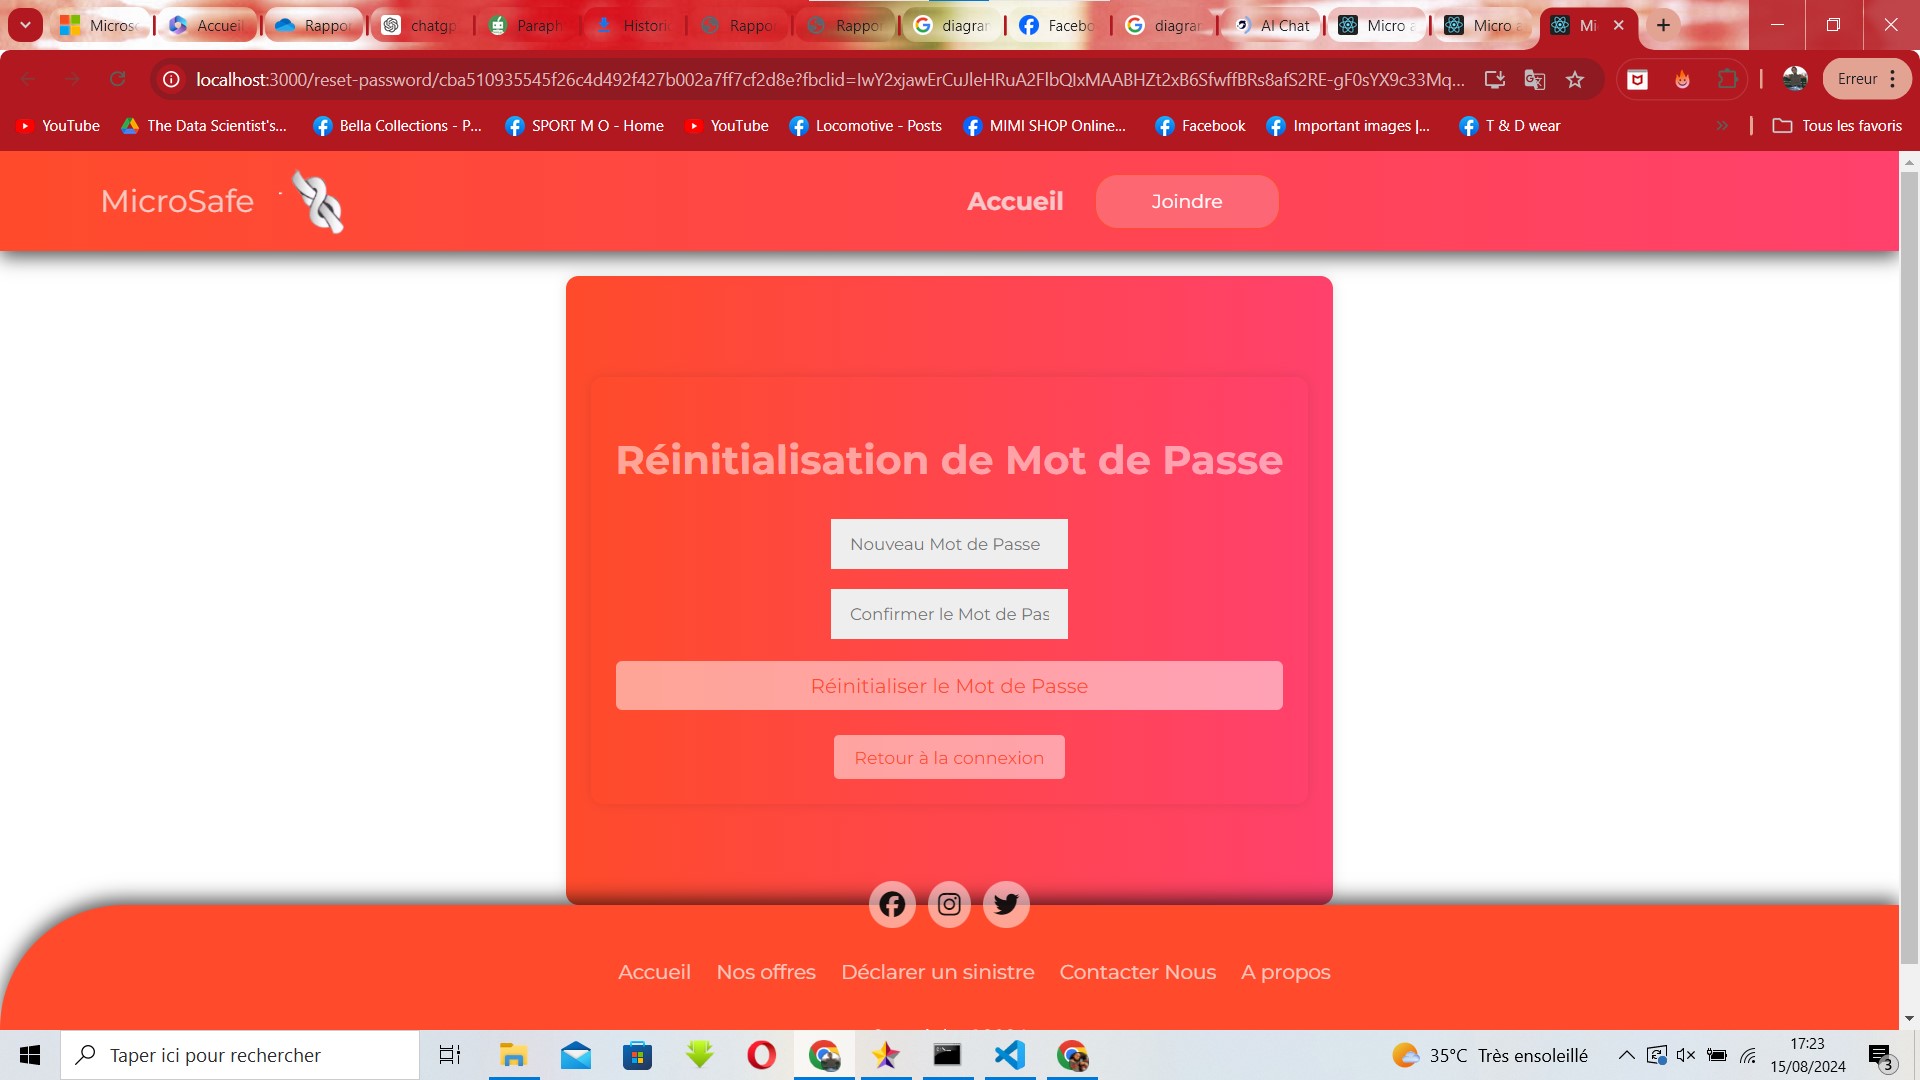 Micros
Accueil
Rappor
chatgp
Paraph
Histori
Rappo
Rappo
diagrar
Facebo
diagrar
AI Chat
Micro a
Micro a
Mi
localhost:3000/reset-password/cba510935545f26c4d492f427b002a7ff7cf2d8e?fbclid=IwY2xjawErCuJleHRuA2FlbQIxMAABHZt2xB6SfwffBRs8afS2RE-gF0sYX9c33Mq...
Erreur
YouTube
The Data Scientist's...
Bella Collections - P...
SPORT M O - Home
YouTube
Locomotive - Posts
MIMI SHOP Online...
Facebook
Important images |...
T & D wear
Tous les favoris
MicroSafe
Accueil
Joindre
Réinitialisation de Mot de Passe
Nouveau Mot de Passe
Confirmer le Mot de Pas
Réinitialiser le Mot de Passe
Retour à la connexion
Accueil
Nos offres
Déclarer un sinistre
Contacter Nous
A propos
Taper ici pour rechercher
35°C Très ensoleillé
17:23
15/08/2024
3